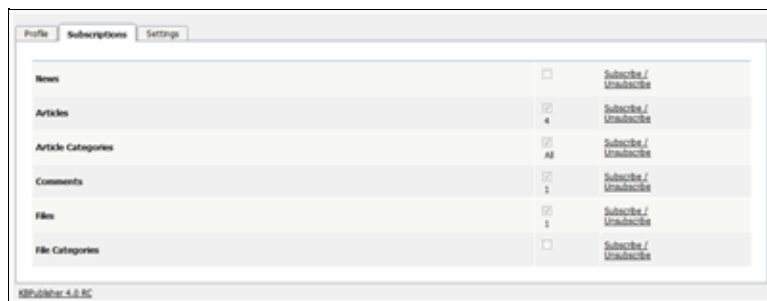 Profile Subscriptions Settings
News Subscribe /
Unsubscribe
Articles Subscribe /
4 Unsubscribe
Article Categories Subscribe /
All Unsubscribe
Comments Subscribe /
1 Unsubscribe
Files Subscribe /
1 Unsubscribe
File Categories Subscribe /
Unsubscribe
KBPublisher 4.0 RC